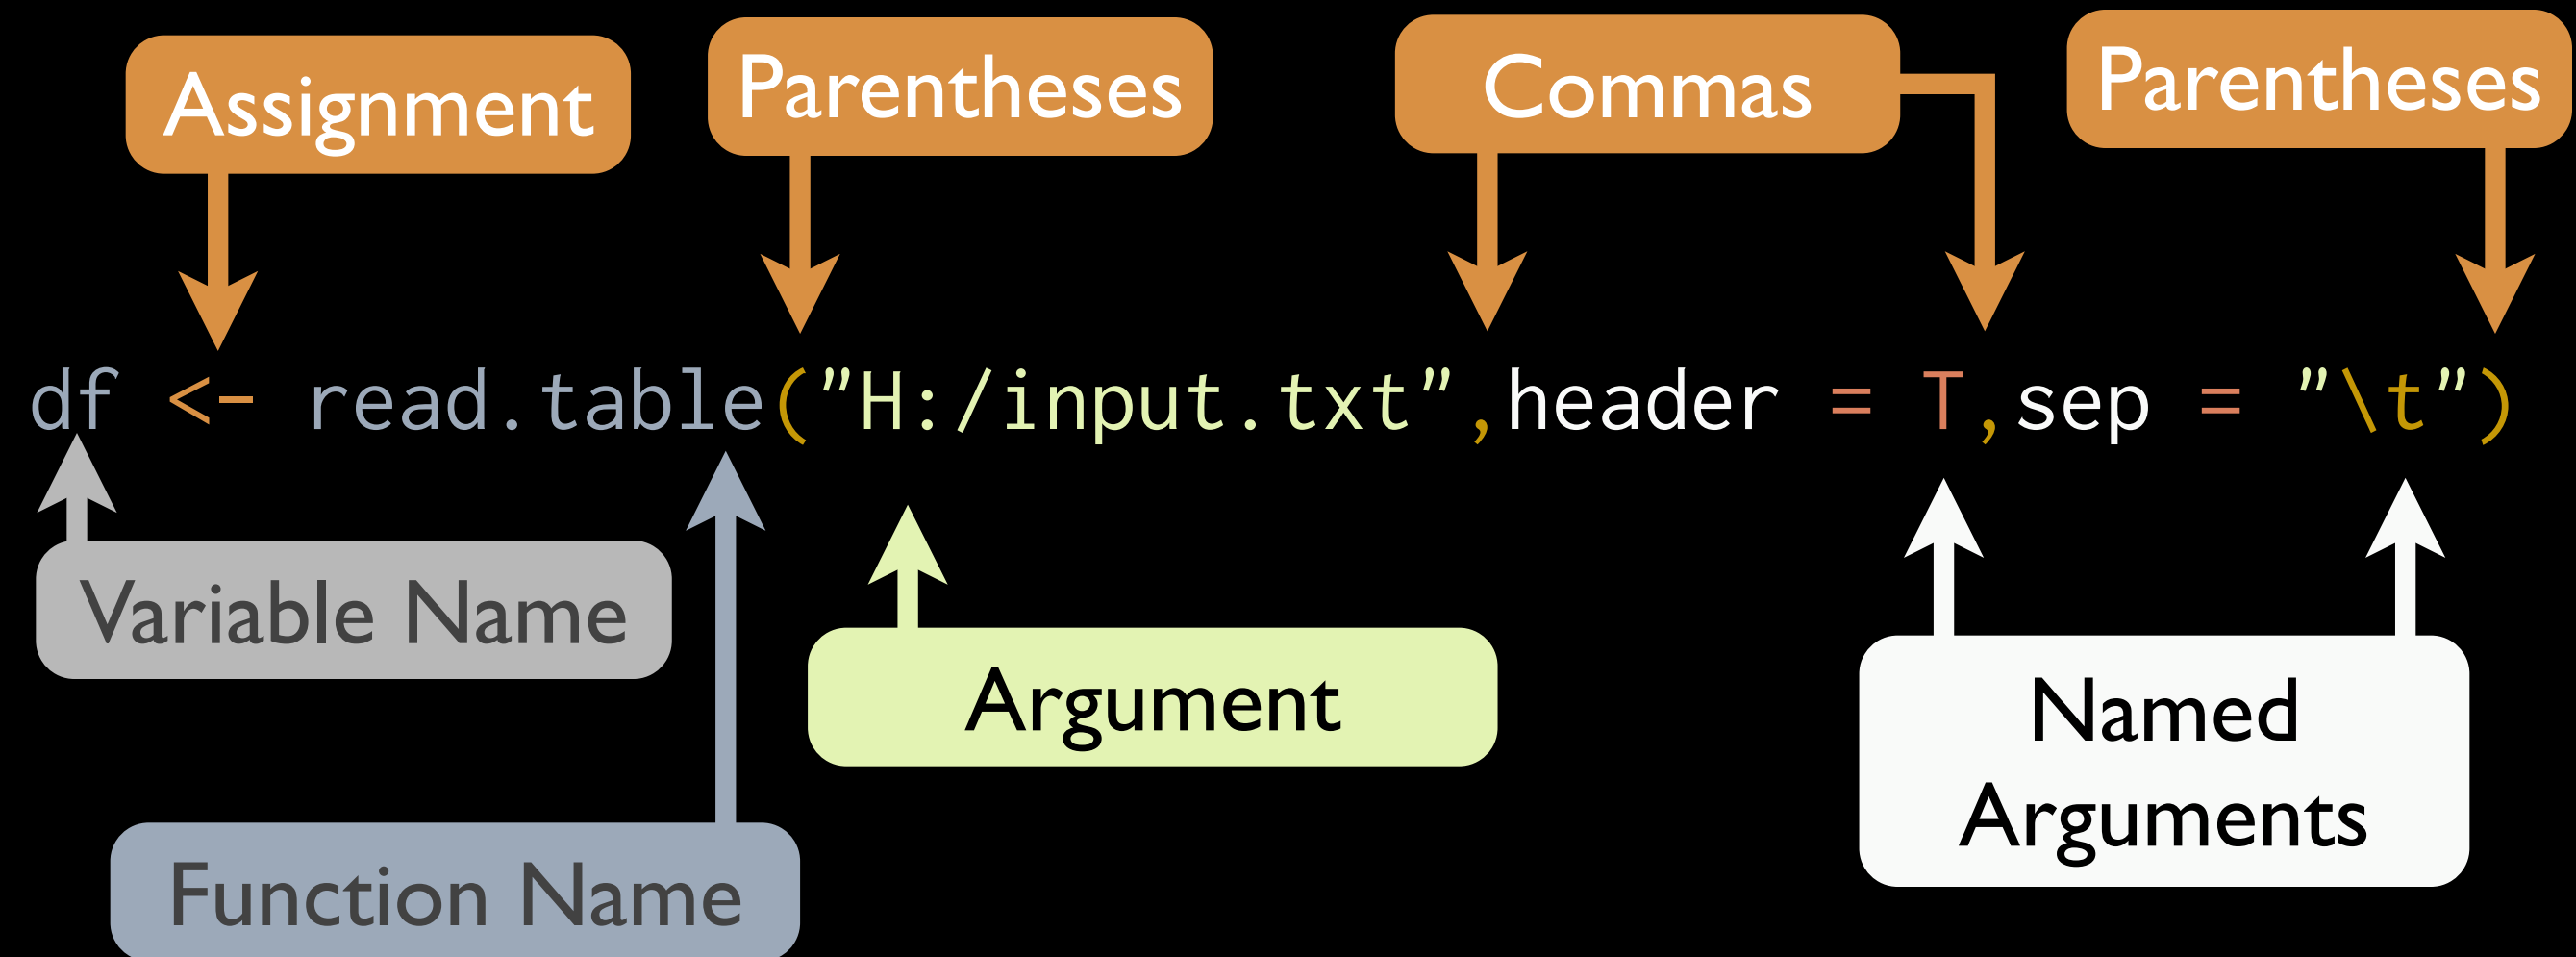 Assignment
Parentheses
Commas
Parentheses
df <- read.table("H:/input.txt",header = T,sep = "\t")
Variable Name
Argument
Named
Arguments
Function Name